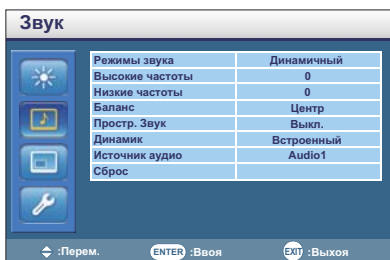 Звук
Режимы звука Динамичный
Высокие частоты 0
Низкие частоты 0
Баланс Центр
Простр. Звук Выкл.
Динамик Встроенный
Источник аудио Audio1
Сброс
:Перем. ENTER :Ввоя EXIT :Выхоя